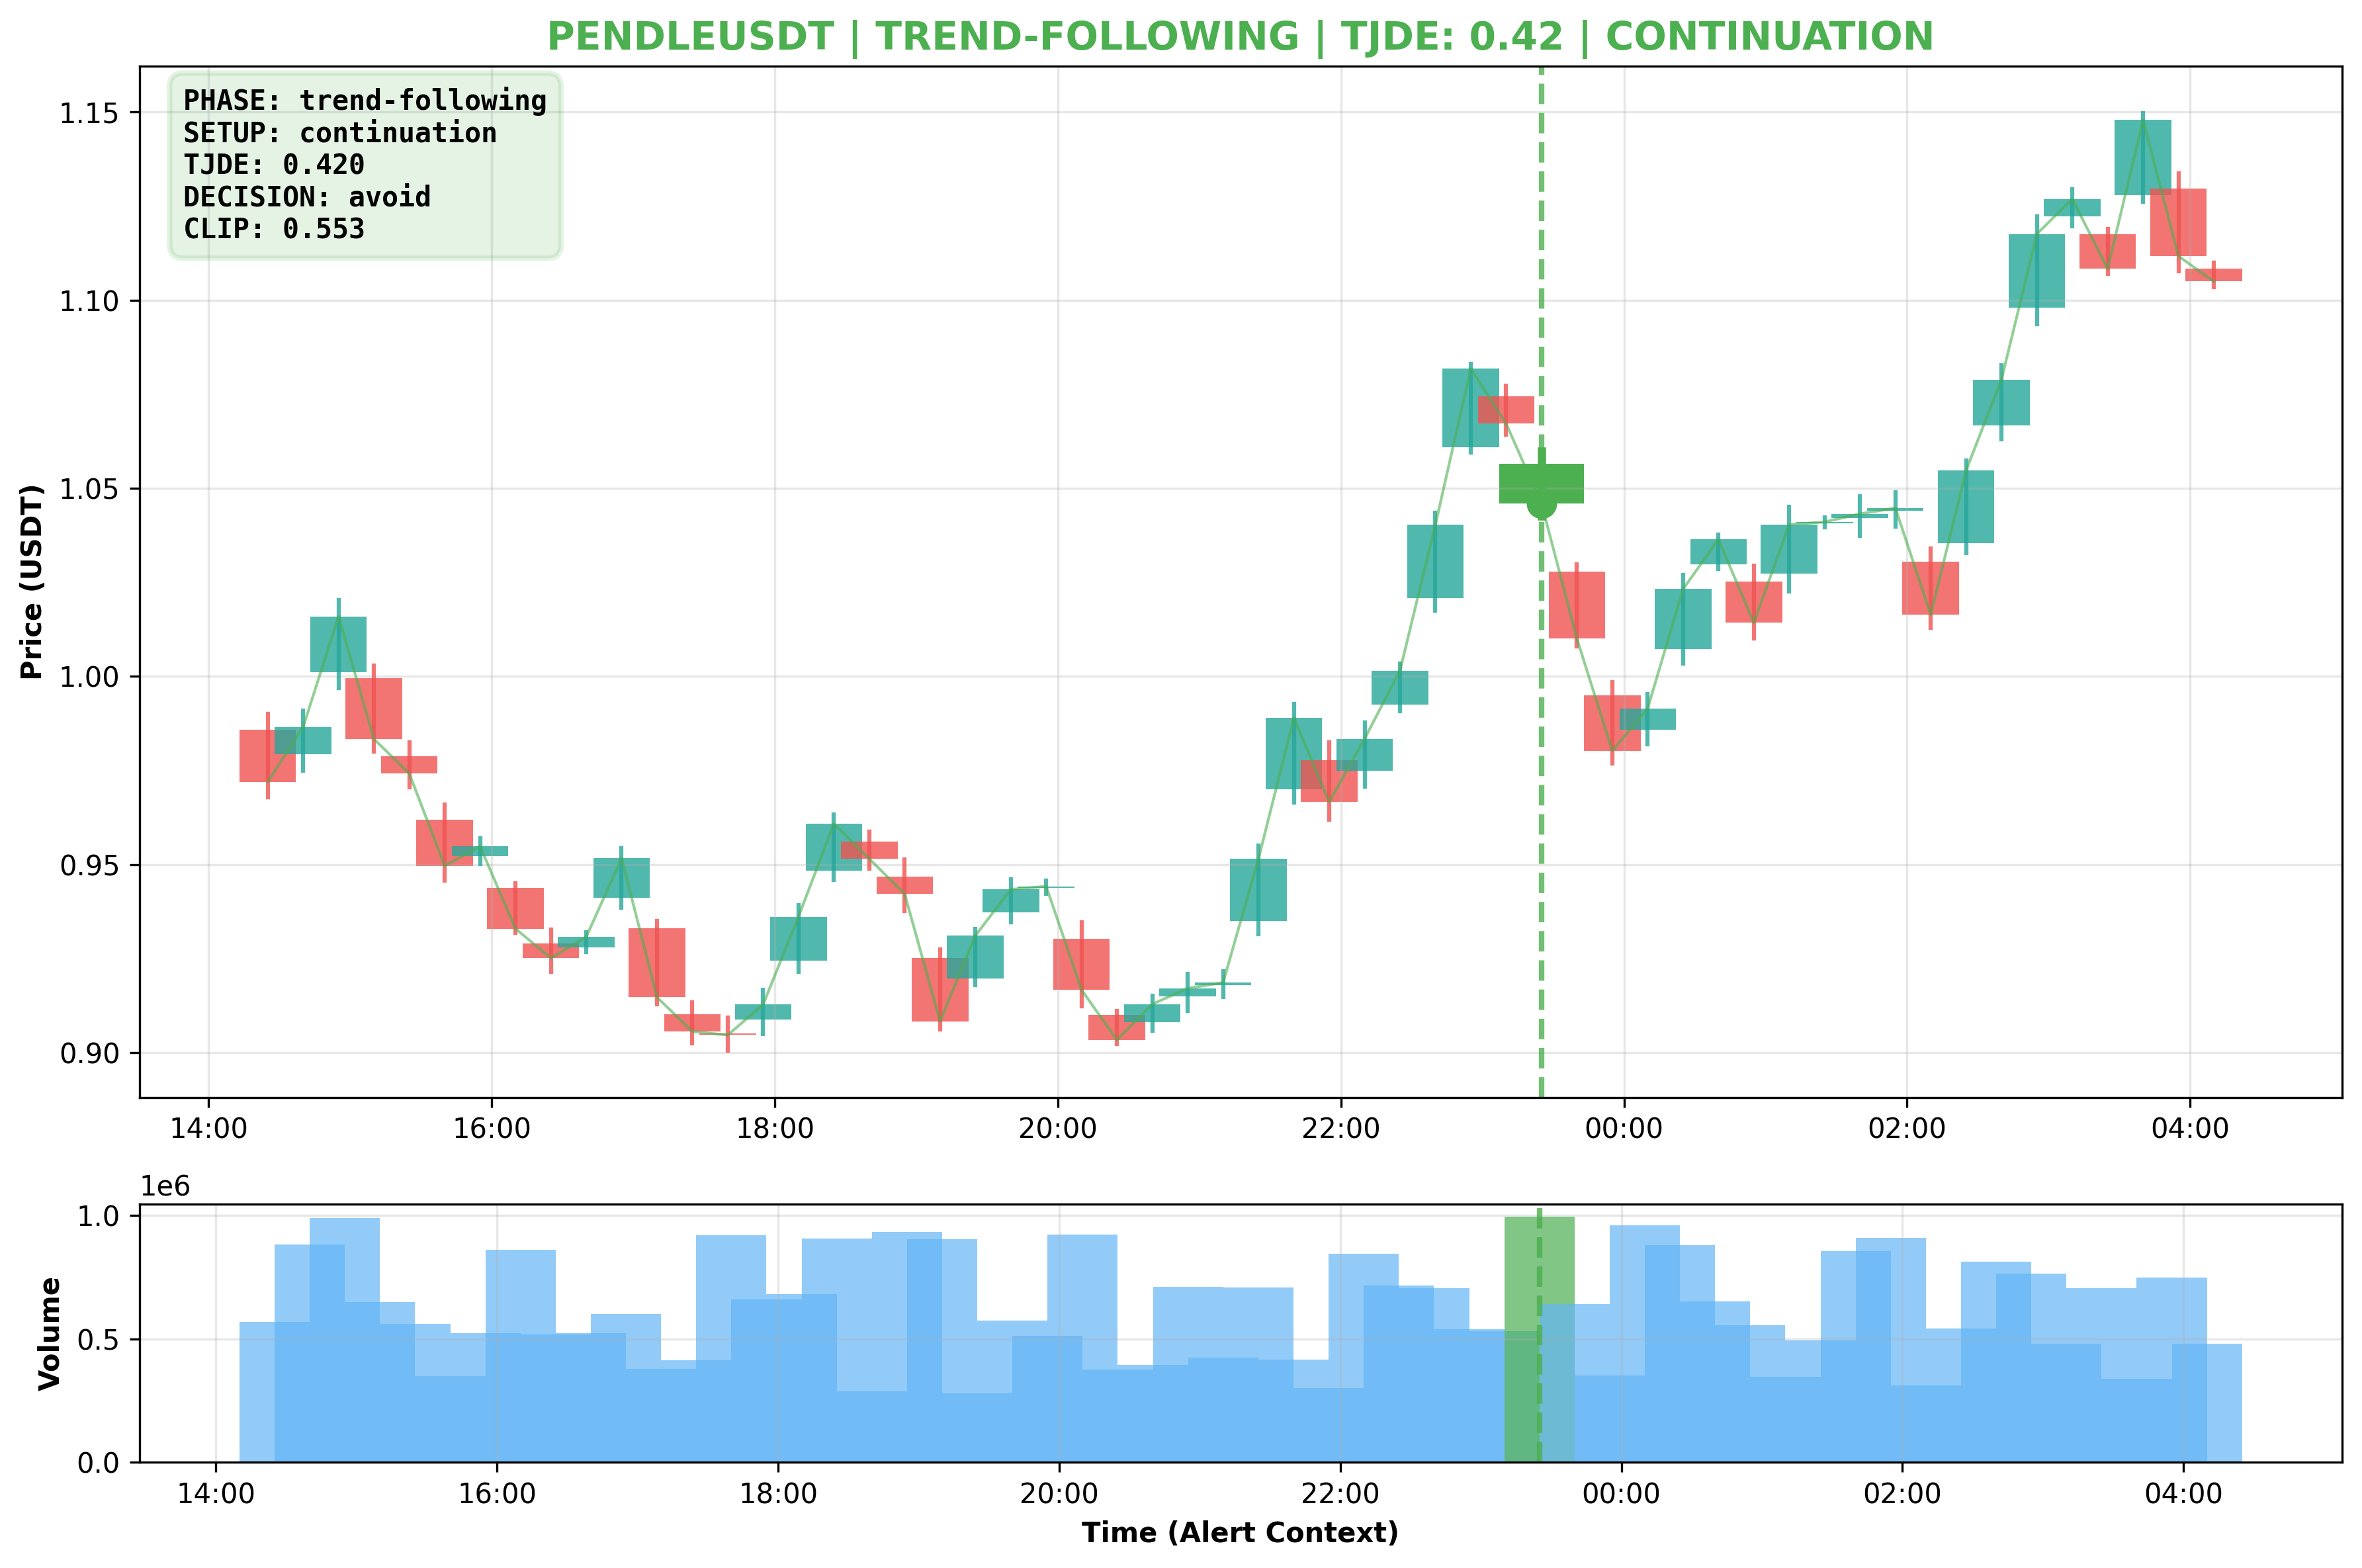 PENDLEUSDT | TREND-FOLLOWING | TJDE: 0.42 | CONTINUATION
PHASE: trend-following
SETUP: continuation
TJDE: 0.420
DECISION: avoid
CLIP: 0.553
Price (USDT)
1.15
1.10
1.05
1.00
0.95
0.90
14:00 16:00 18:00 20:00 22:00 00:00 02:00 04:00
1e6
Volume
1.0
0.5
0.0
14:00 16:00 18:00 20:00 22:00 00:00 02:00 04:00
Time (Alert Context)